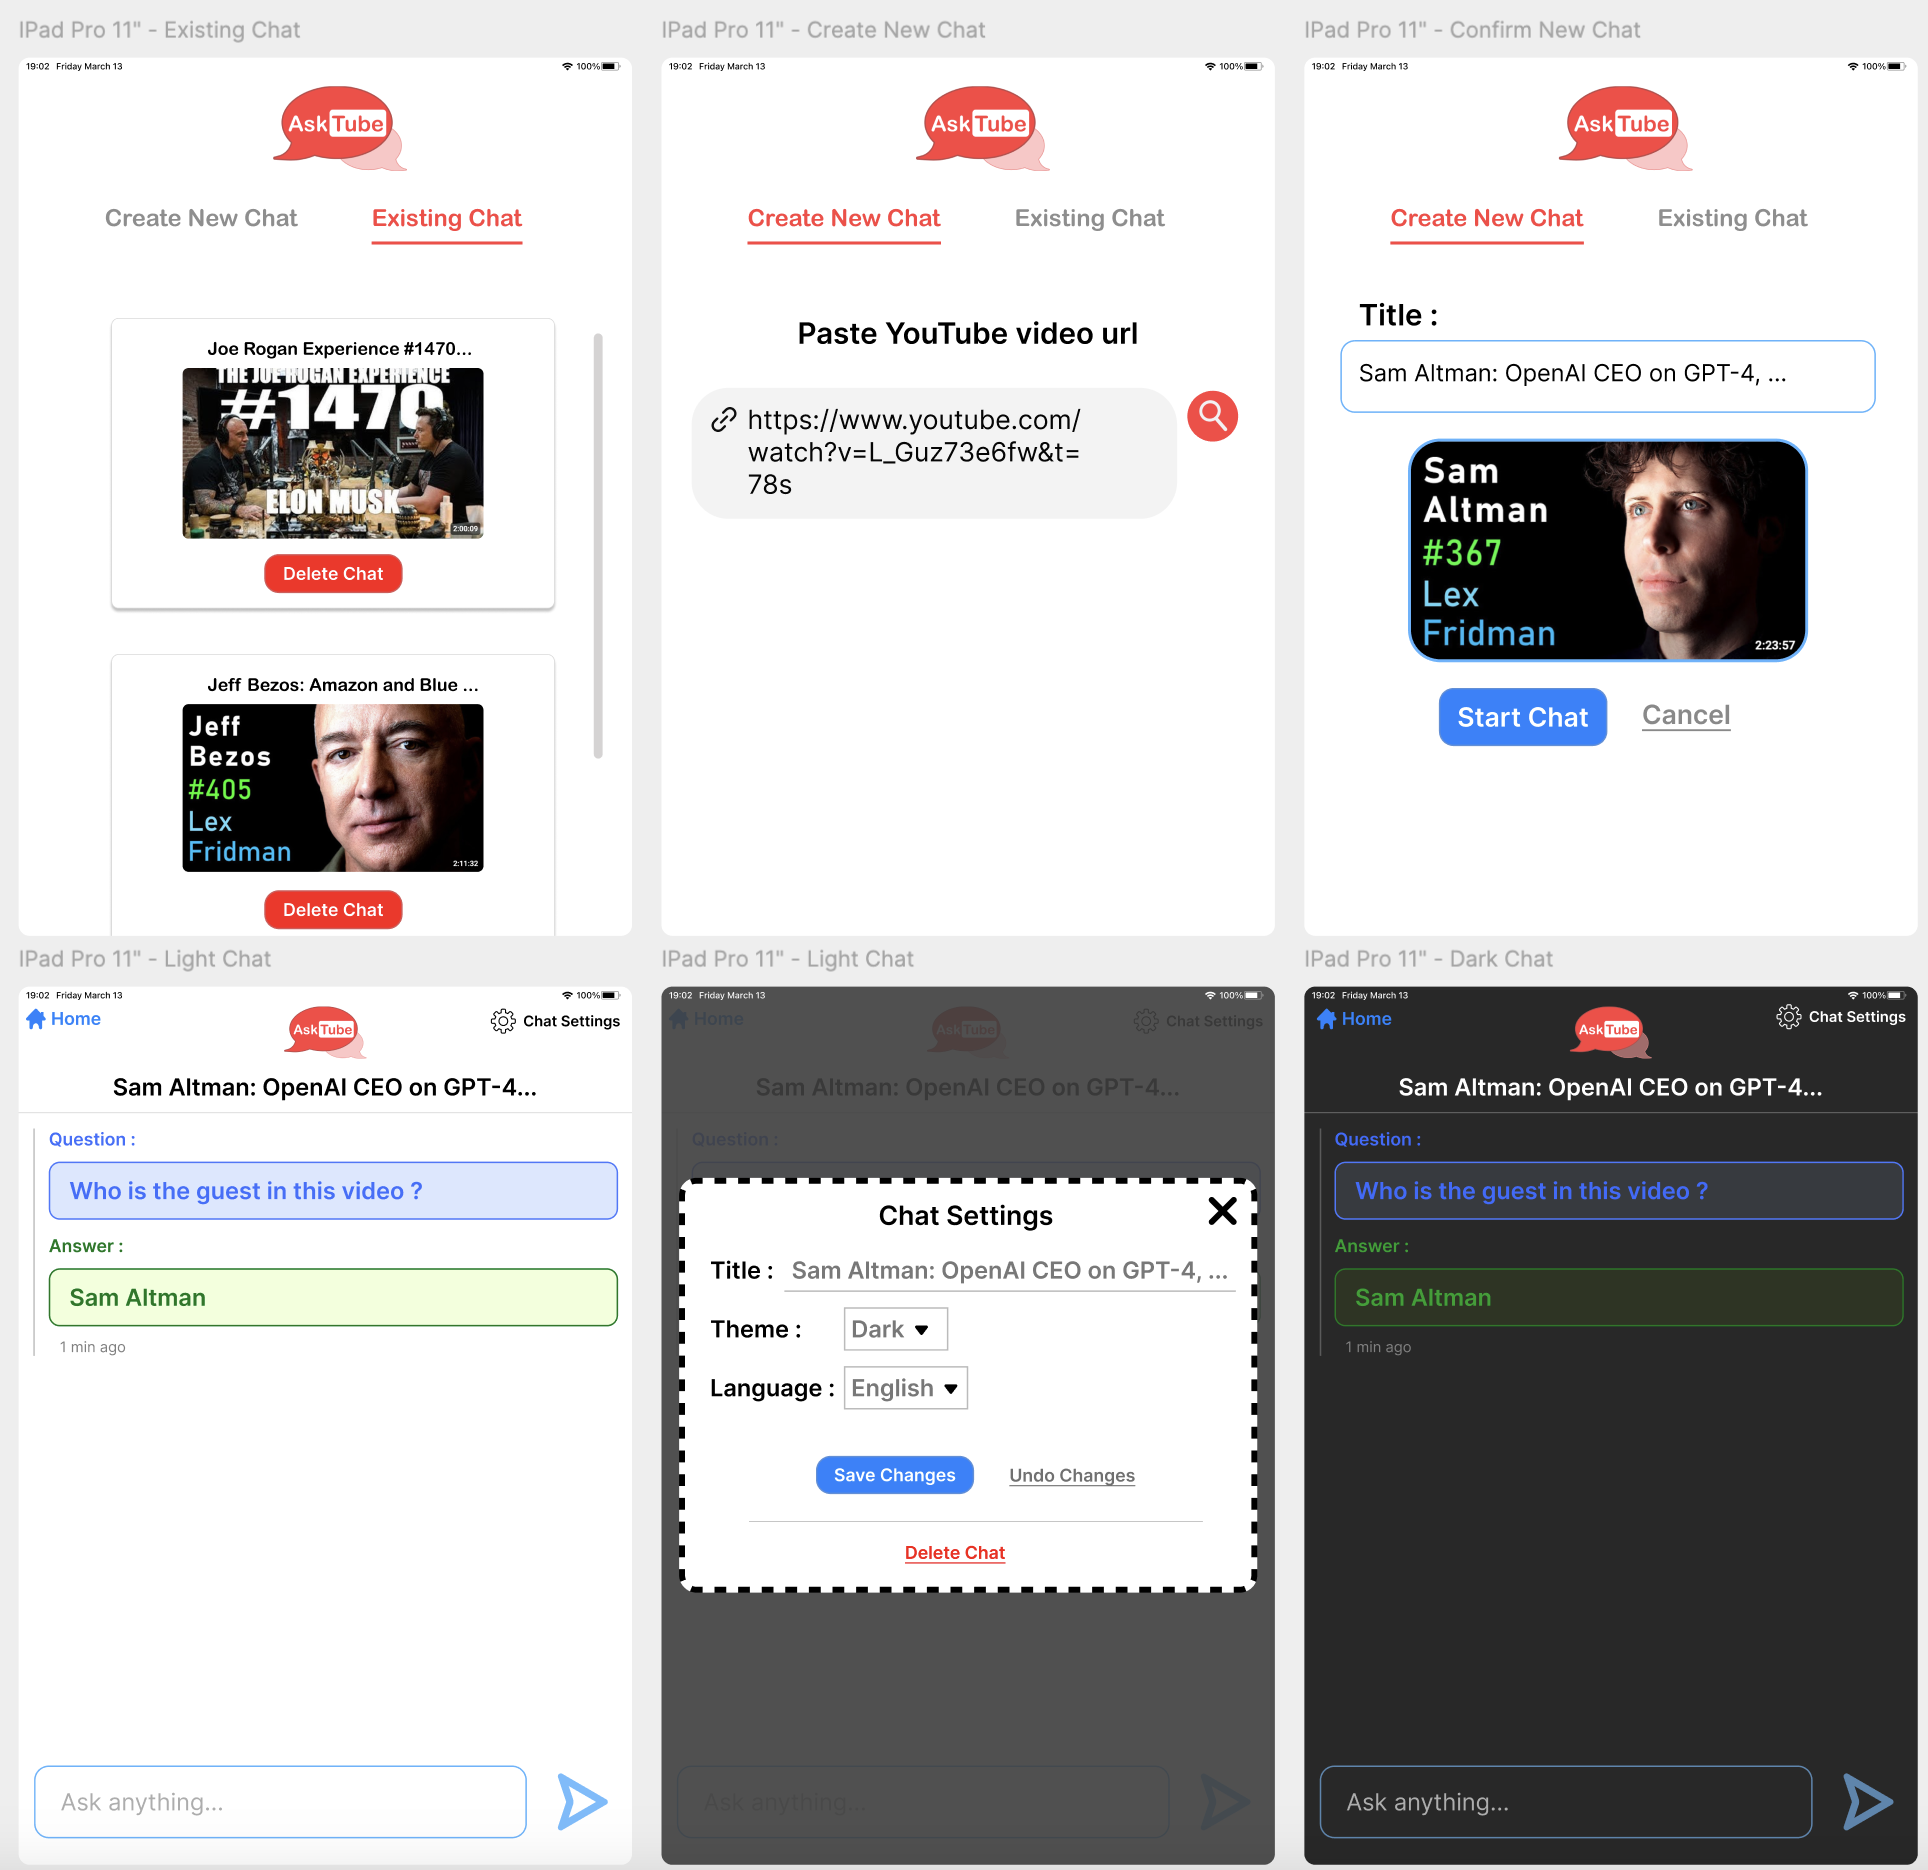 IPad Pro 11" - Existing Chat
19:02 Friday March 13
100%
AskTube
Create New Chat
Existing Chat
Joe Rogan Experience #1470...
THE JOE ROGAN EXPERIENCE
#1470
ELON MUSK
2:00:09
Delete Chat
Jeff Bezos: Amazon and Blue ...
Jeff
Bezos
#405
Lex
Fridman
2:11:32
Delete Chat
IPad Pro 11" - Create New Chat
19:02 Friday March 13
100%
AskTube
Create New Chat
Existing Chat
Paste YouTube video url
https://www.youtube.com/
watch?v=L_Guz73e6fw&t=
78s
IPad Pro 11" - Confirm New Chat
19:02 Friday March 13
100%
AskTube
Create New Chat
Existing Chat
Title :
Sam Altman: OpenAI CEO on GPT-4, ...
Sam
Altman
#367
Lex
Fridman
2:23:57
Start Chat
Cancel
IPad Pro 11" - Light Chat
19:02 Friday March 13
100%
Home
AskTube
Chat Settings
Sam Altman: OpenAI CEO on GPT-4...
Question :
Who is the guest in this video ?
Answer :
Sam Altman
1 min ago
Ask anything...
IPad Pro 11" - Light Chat
19:02 Friday March 13
100%
Home
AskTube
Chat Settings
Sam Altman: OpenAI CEO on GPT-4...
Question :
Chat Settings
Title : Sam Altman: OpenAI CEO on GPT-4, ...
Theme : Dark
Language : English
Save Changes
Undo Changes
Delete Chat
Ask anything...
IPad Pro 11" - Dark Chat
19:02 Friday March 13
100%
Home
AskTube
Chat Settings
Sam Altman: OpenAI CEO on GPT-4...
Question :
Who is the guest in this video ?
Answer :
Sam Altman
1 min ago
Ask anything...